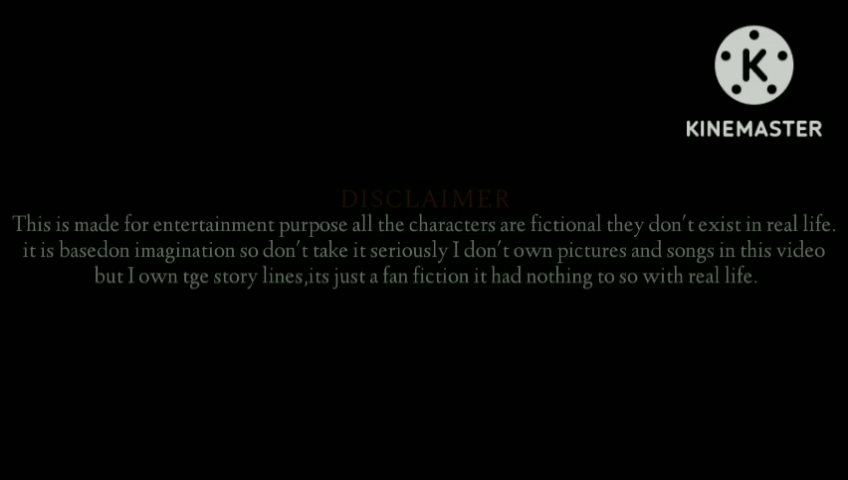 K
KINEMASTER
DISCLAIMER
This is made for entertainment purpose all the characters are fictional they don't exist in real life.
it is basedon imagination so don't take it seriously I don't own pictures and songs in this video
but I own tge story lines,its just a fan fiction it had nothing to so with real life.